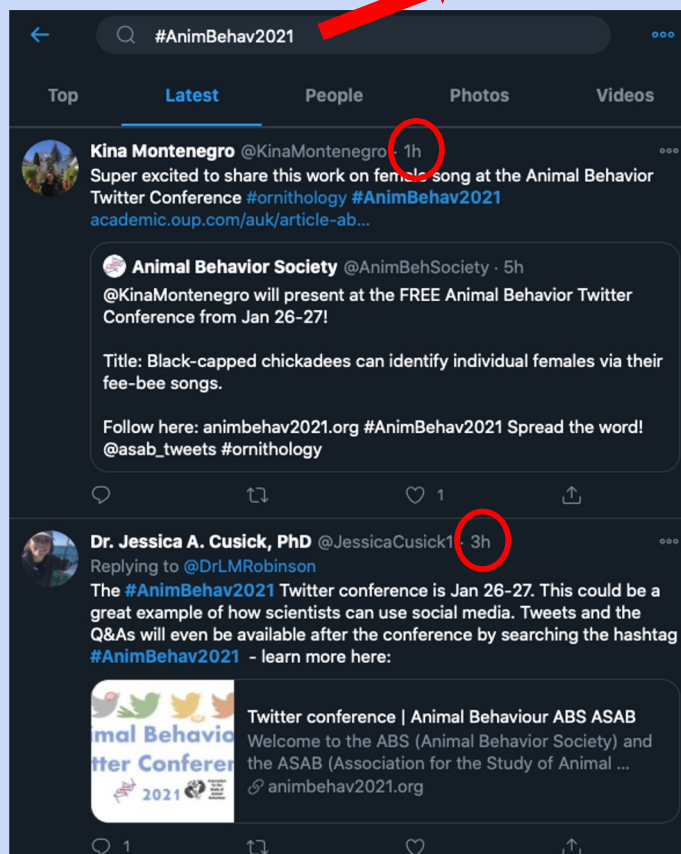 #AnimBehav2021
Top Latest People Photos Videos
Kina Montenegro @KinaMontenegro · 1h
Super excited to share this work on female song at the Animal Behavior
Twitter Conference #ornithology #AnimBehav2021
academic.oup.com/auk/article-ab...
Animal Behavior Society @AnimBehSociety · 5h
@KinaMontenegro will present at the FREE Animal Behavior Twitter
Conference from Jan 26-27!
Title: Black-capped chickadees can identify individual females via their
fee-bee songs.
Follow here: animbehav2021.org #AnimBehav2021 Spread the word!
@asab_tweets #ornithology
1
Dr. Jessica A. Cusick, PhD @JessicaCusick1 · 3h
Replying to @DrLMRobinson
The #AnimBehav2021 Twitter conference is Jan 26-27. This could be a
great example of how scientists can use social media. Tweets and the
Q&As will even be available after the conference by searching the hashtag
#AnimBehav2021 - learn more here:
imal Behavio
tter Conferer
2021
Twitter conference | Animal Behaviour ABS ASAB
Welcome to the ABS (Animal Behavior Society) and
the ASAB (Association for the Study of Animal ...
animbehav2021.org
1